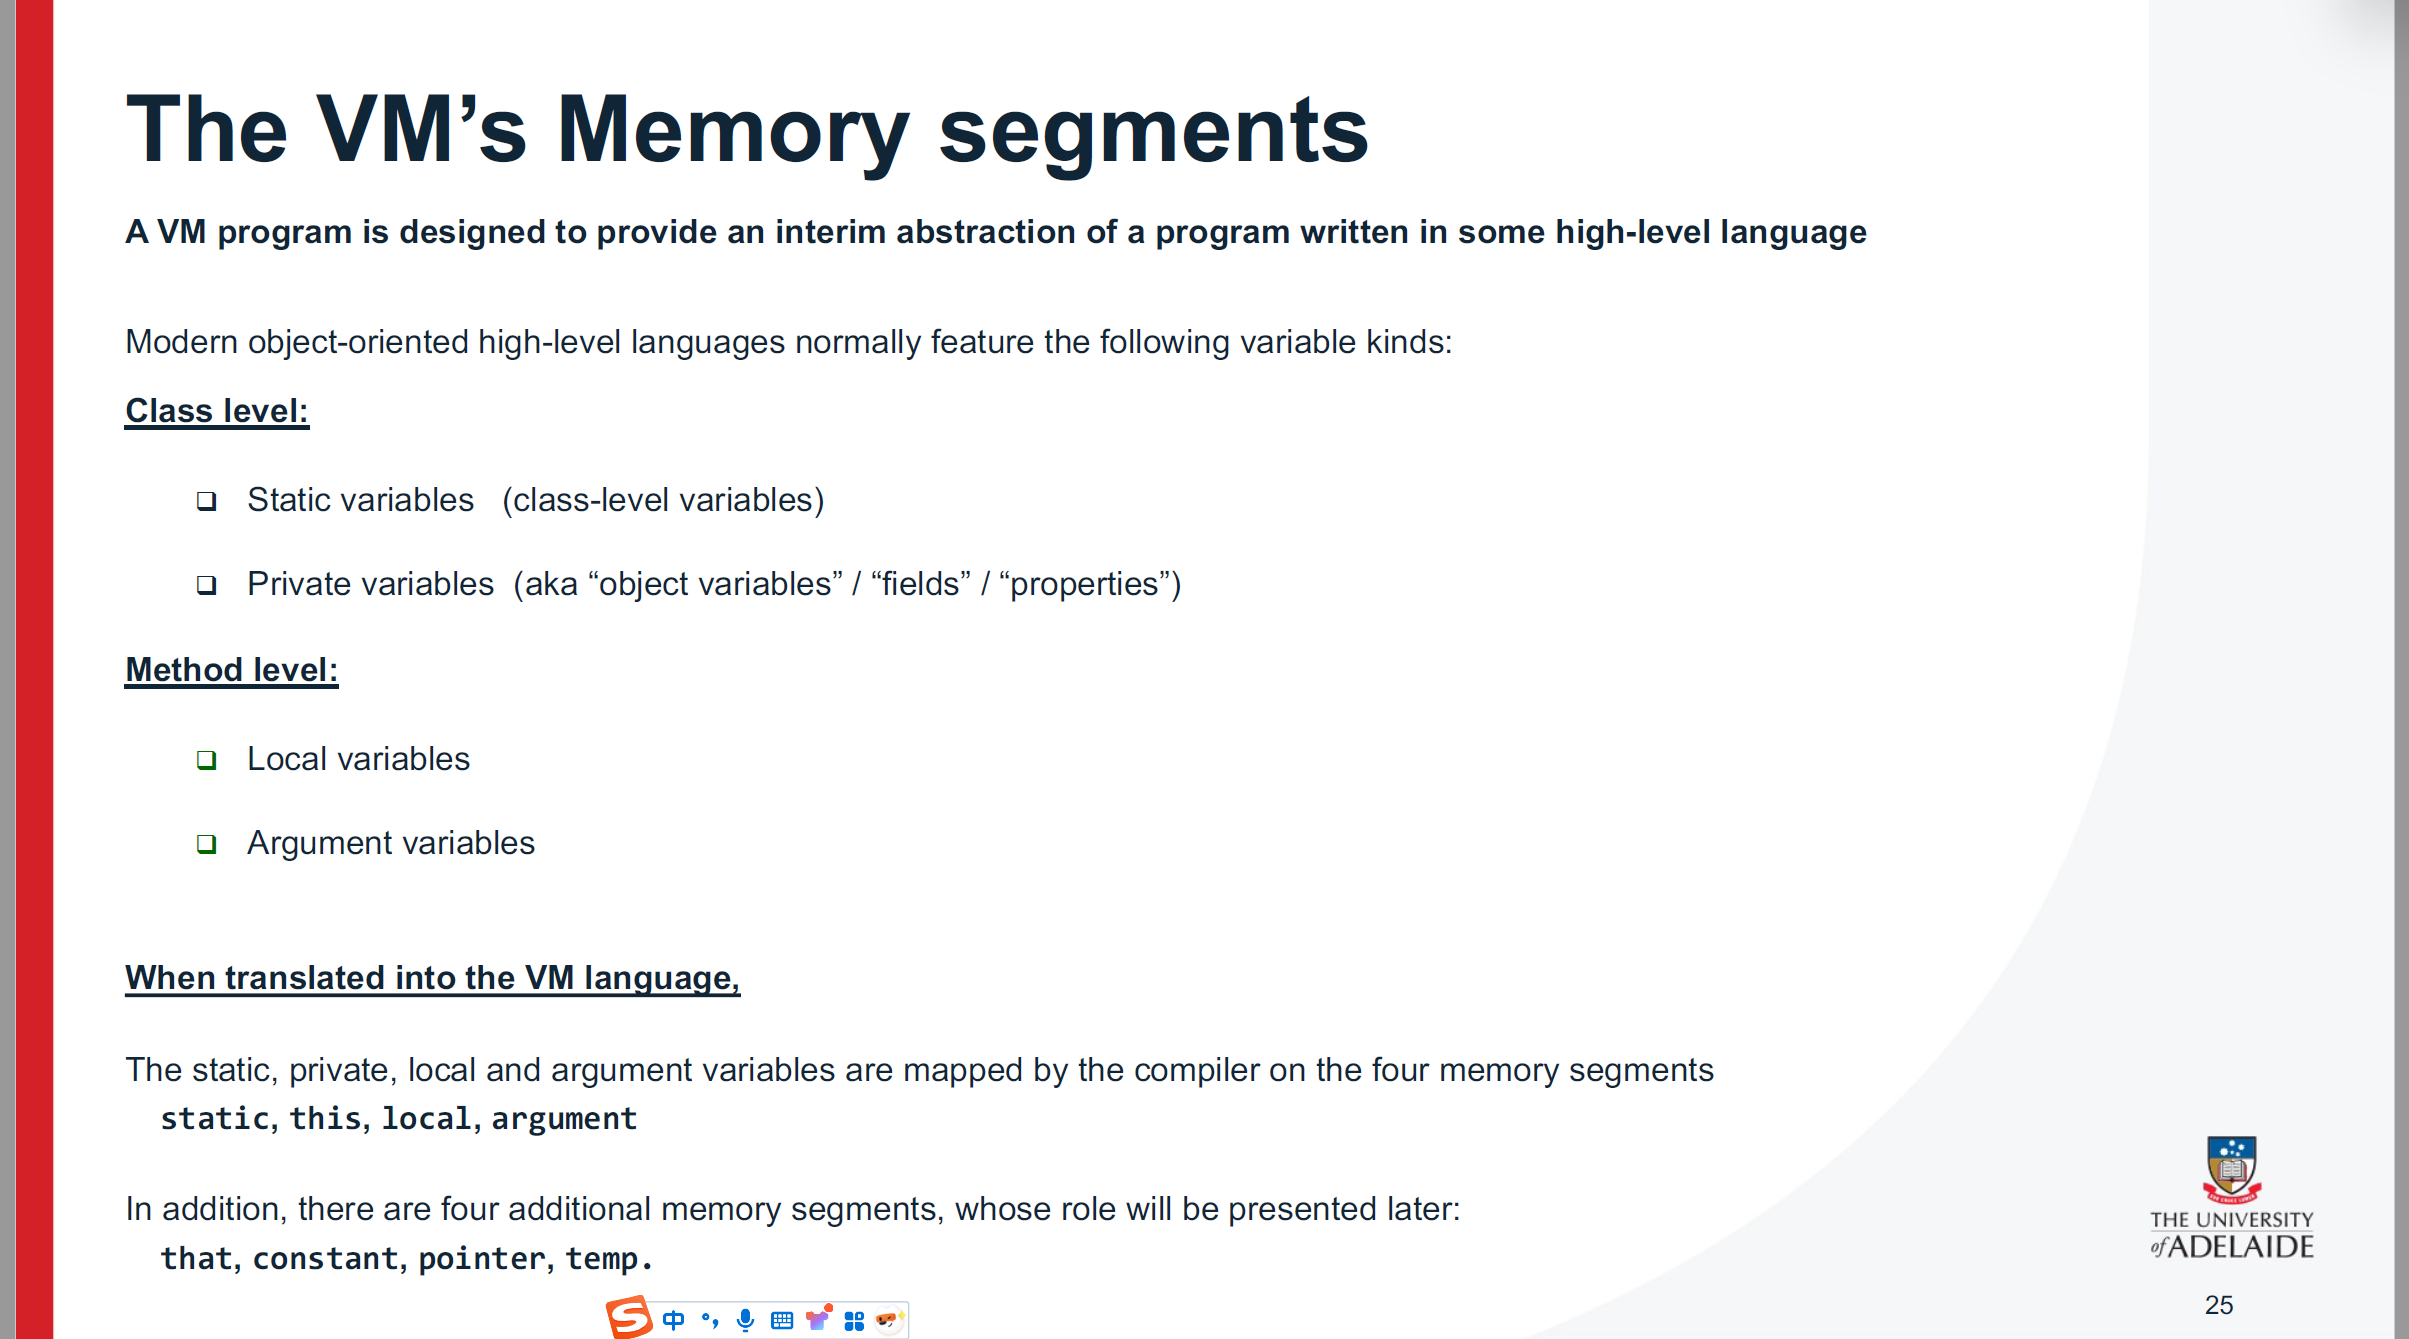 The VM’s Memory segments
A VM program is designed to provide an interim abstraction of a program written in some high-level language
Modern object-oriented high-level languages normally feature the following variable kinds:
Class level:
❑ Static variables (class-level variables)
❑ Private variables (aka “object variables” / “fields” / “properties”)
Method level:
❑ Local variables
❑ Argument variables
When translated into the VM language,
The static, private, local and argument variables are mapped by the compiler on the four memory segments
static, this, local, argument
In addition, there are four additional memory segments, whose role will be presented later:
that, constant, pointer, temp.
THE UNIVERSITY
of ADELAIDE
25
S 中 °,